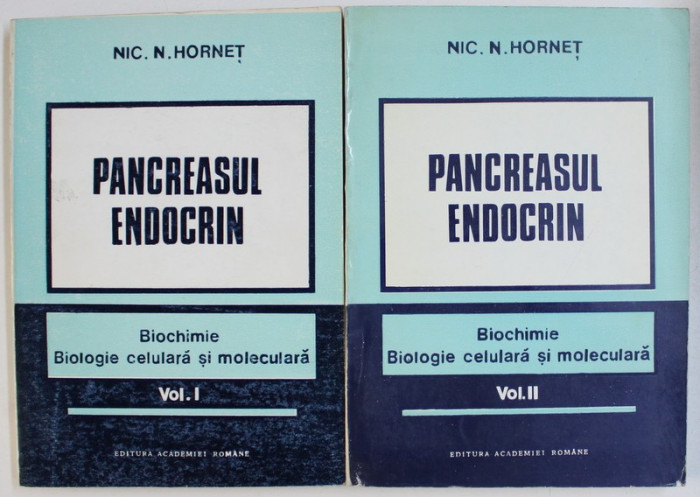 NIC. N. HORNEȚ
PANCREASUL
ENDOCRIN
Biochimie
Biologie celulară și moleculară
Vol. I
EDITURA ACADEMIEI ROMÂNE
NIC. N. HORNEȚ
PANCREASUL
ENDOCRIN
Biochimie
Biologie celulară și moleculară
Vol. II
EDITURA ACADEMIEI ROMÂNE